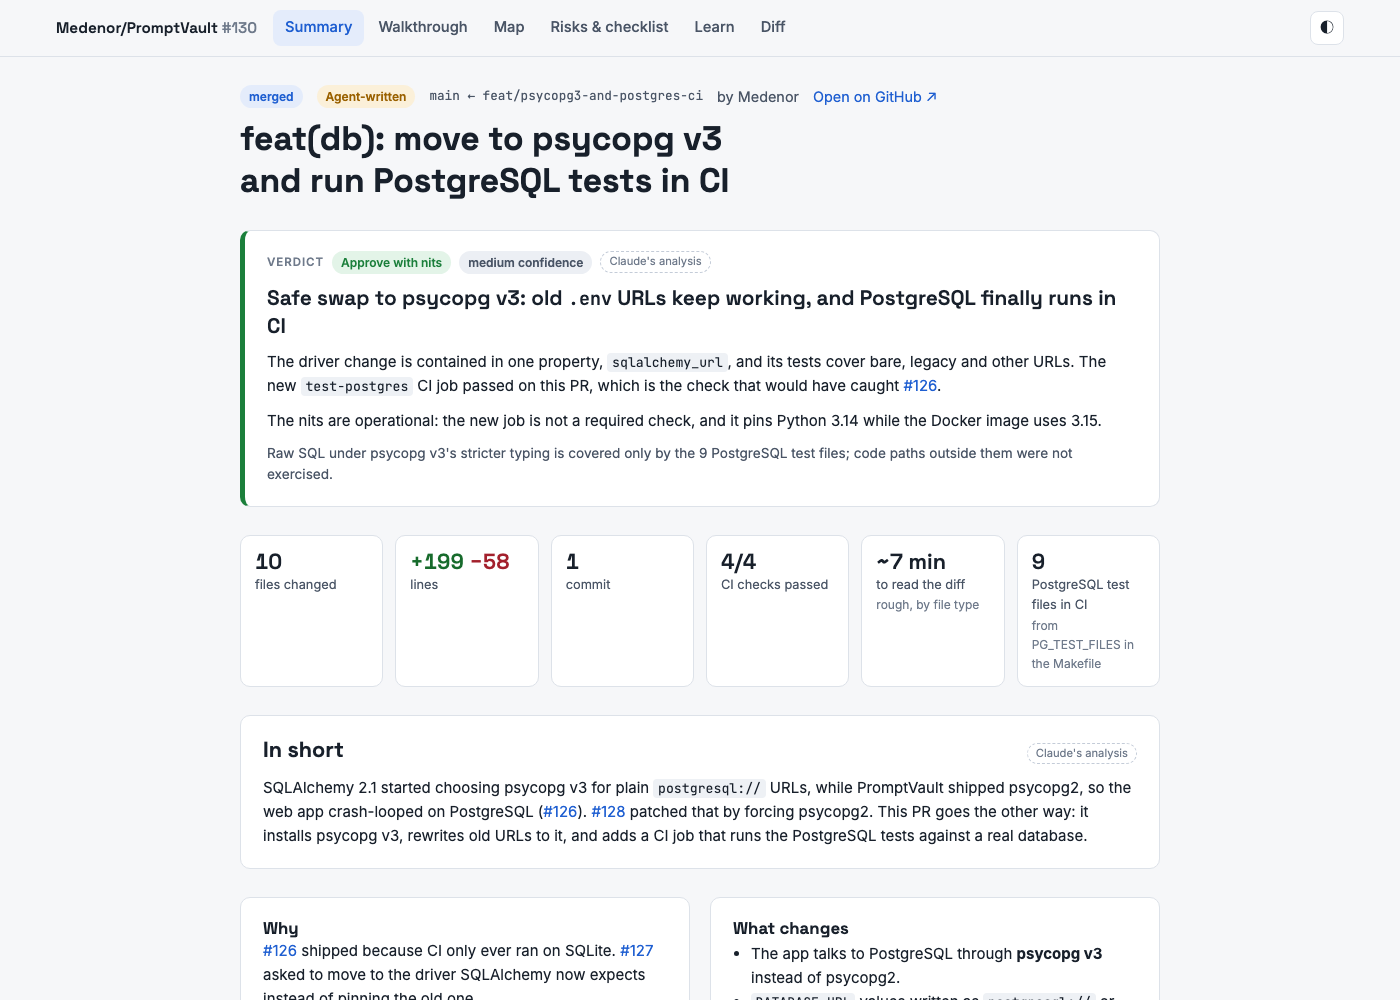 Medenor/PromptVault #130 Summary Walkthrough Map Risks & checklist Learn Diff
merged Agent-written main ← feat/psycopg3-and-postgres-ci by Medenor Open on GitHub ↗
feat(db): move to psycopg v3
and run PostgreSQL tests in CI
VERDICT Approve with nits medium confidence Claude's analysis
Safe swap to psycopg v3: old .env URLs keep working, and PostgreSQL finally runs in
CI
The driver change is contained in one property, sqlalchemy_url, and its tests cover bare, legacy and other URLs. The
new test-postgres CI job passed on this PR, which is the check that would have caught #126.
The nits are operational: the new job is not a required check, and it pins Python 3.14 while the Docker image uses 3.15.
Raw SQL under psycopg v3's stricter typing is covered only by the 9 PostgreSQL test files; code paths outside them were not
exercised.
10
files changed
+199 −58
lines
1
commit
4/4
CI checks passed
~7 min
to read the diff
rough, by file type
9
PostgreSQL test
files in CI
from
PG_TEST_FILES in
the Makefile
In short
Claude's analysis
SQLAlchemy 2.1 started choosing psycopg v3 for plain postgresql:// URLs, while PromptVault shipped psycopg2, so the
web app crash-looped on PostgreSQL (#126). #128 patched that by forcing psycopg2. This PR goes the other way: it
installs psycopg v3, rewrites old URLs to it, and adds a CI job that runs the PostgreSQL tests against a real database.
Why
#126 shipped because CI only ever ran on SQLite. #127
asked to move to the driver SQLAlchemy now expects
instead of pinning the old one.
What changes
• The app talks to PostgreSQL through psycopg v3
instead of psycopg2.
• DATABASE_URL values written as postgresql:// or